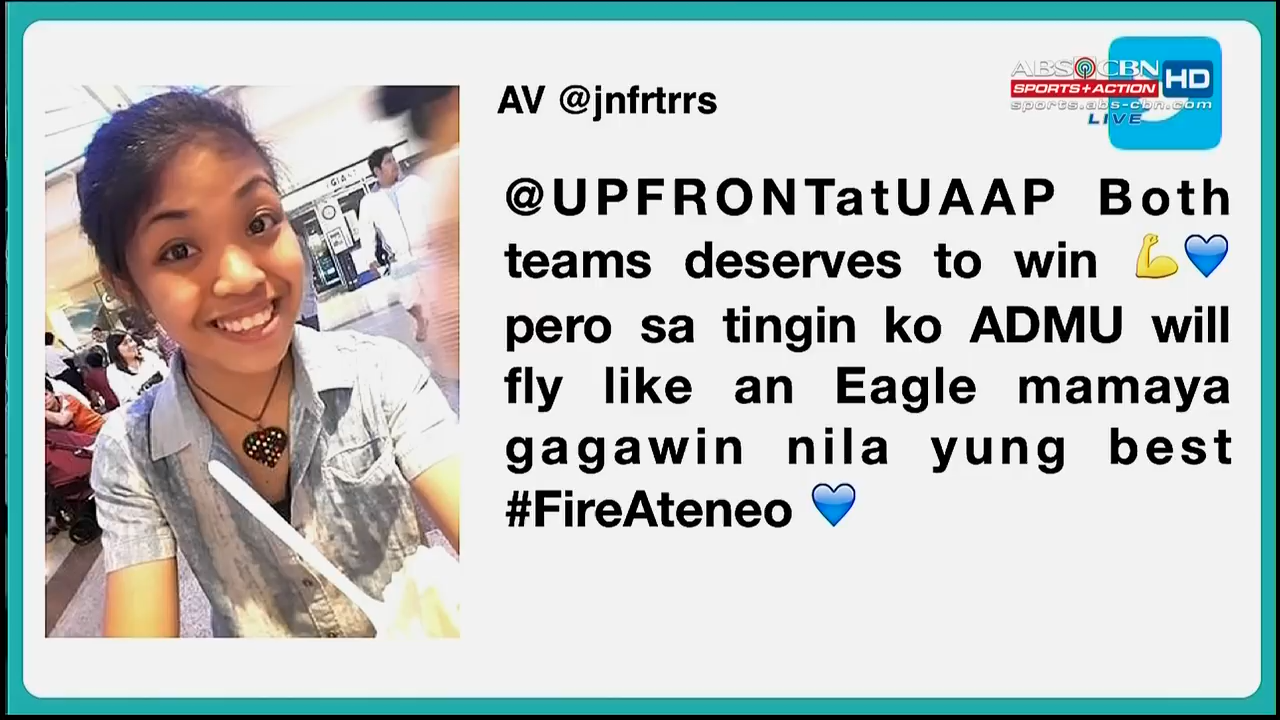 ABS CBN HD
SPORTS+ACTION
sports.abs-cbn.com
LIVE
AV @jnfrtrrs
@UPFRONTatUAAP Both
teams deserves to win 💪💙
pero sa tingin ko ADMU will
fly like an Eagle mamaya
gagawin nila yung best
#FireAteneo 💙